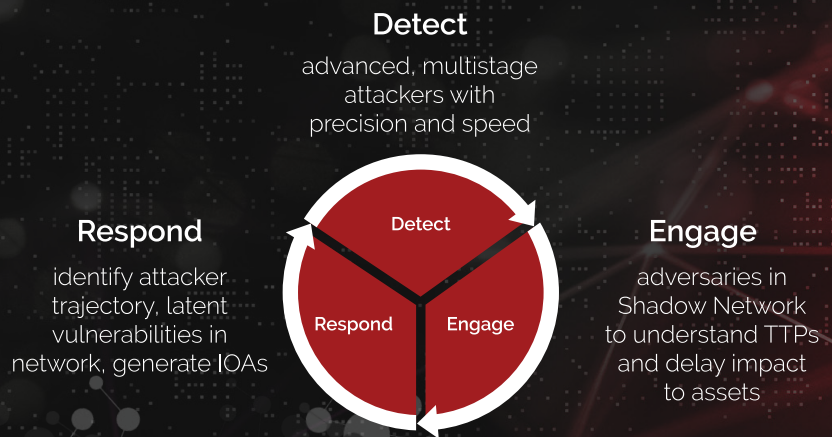 Detect
advanced, multistage
attackers with
precision and speed
Detect
Respond
Engage
Respond
identify attacker
trajectory, latent
vulnerabilities in
network, generate IOAs
Engage
adversaries in
Shadow Network
to understand TTPs
and delay impact
to assets